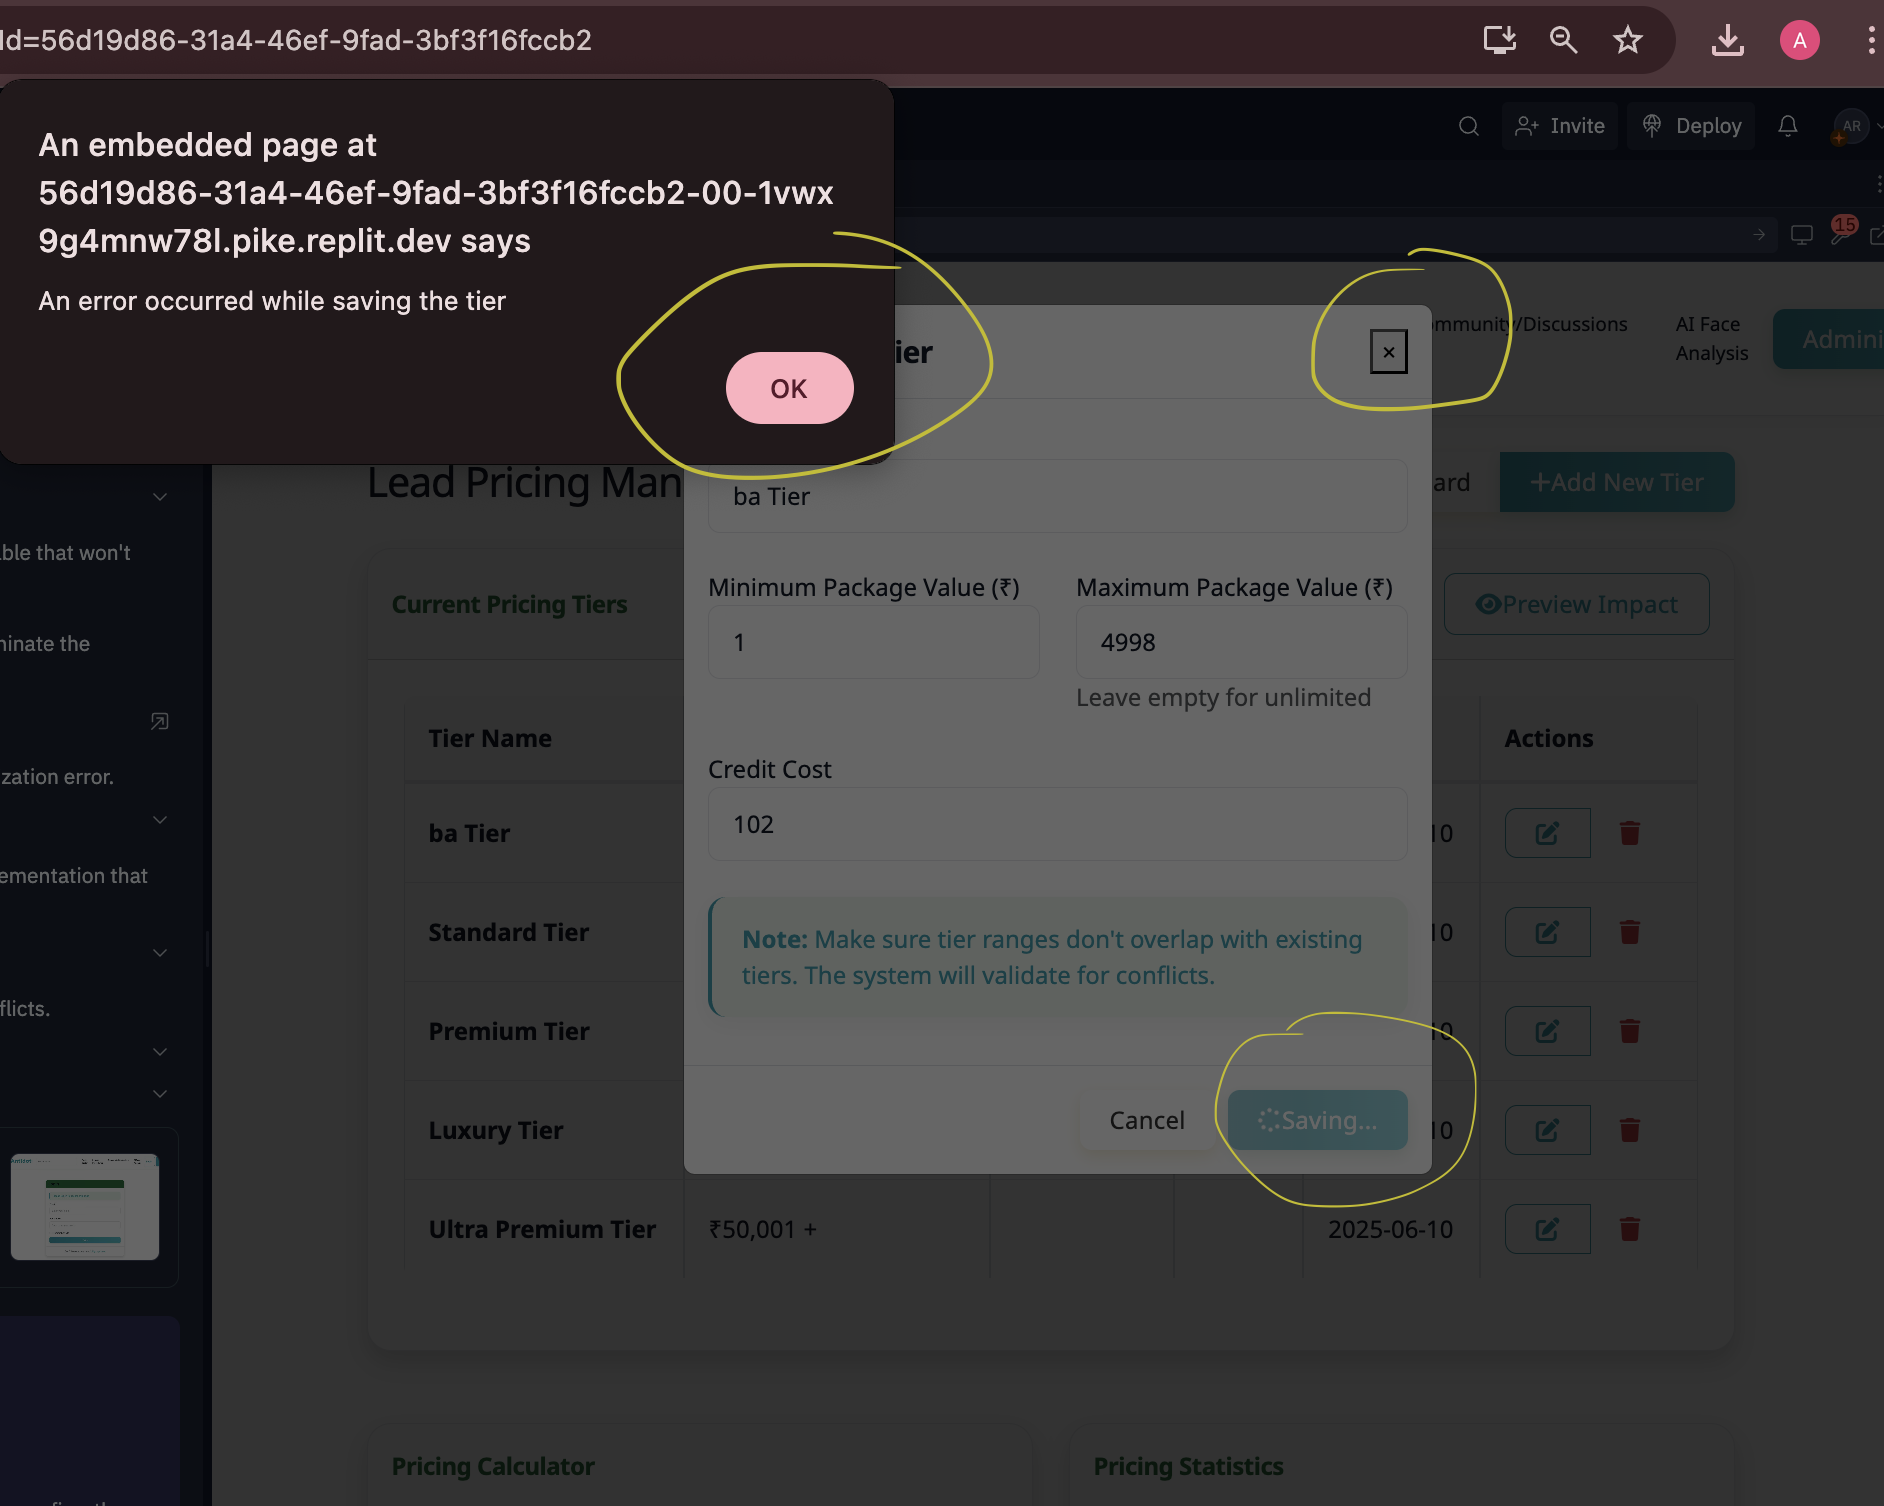 Id=56d19d86-31a4-46ef-9fad-3bf3f16fccb2
A
An embedded page at
56d19d86-31a4-46ef-9fad-3bf3f16fccb2-00-1vwx
9g4mnw78l.pike.replit.dev says
An error occurred while saving the tier
OK
Invite
Deploy
AR
15
ier
×
mmunity/Discussions
AI Face
Analysis
Admini
Lead Pricing Man
ard
+Add New Tier
ba Tier
able that won't
minate the
zation error.
ementation that
flicts.
Current Pricing Tiers
Preview Impact
Minimum Package Value (₹)
Maximum Package Value (₹)
1
4998
Leave empty for unlimited
Tier Name
Actions
Credit Cost
102
ba Tier
10
Standard Tier
10
Premium Tier
10
Luxury Tier
10
Note: Make sure tier ranges don't overlap with existing
tiers. The system will validate for conflicts.
Cancel
Saving...
Ultra Premium Tier
₹50,001 +
2025-06-10
Pricing Calculator
Pricing Statistics